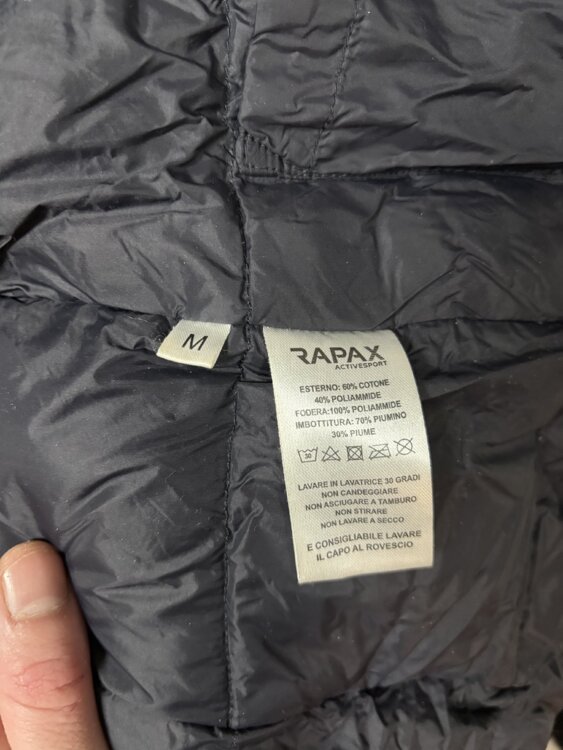 M
RAPAX
ACTIVESPORT
ESTERNO: 60% COTONE
40% POLIAMMIDE
FODERA:100% POLIAMMIDE
IMBOTTITURA: 70% PIUMINO
30% PIUME
30
LAVARE IN LAVATRICE 30 GRADI
NON CANDEGGIARE
NON ASCIUGARE A TAMBURO
NON STIRARE
NON LAVARE A SECCO
E CONSIGLIABILE LAVARE
IL CAPO AL ROVESCIO